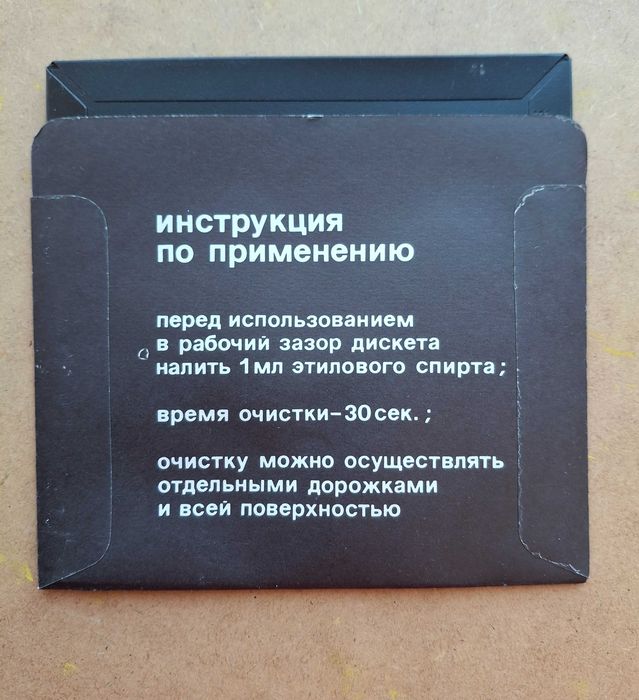 инструкция
по применению
перед использованием
в рабочий зазор дискета
налить 1мл этилового спирта;
время очистки-30сек.;
очистку можно осуществлять
отдельными дорожками
и всей поверхностью